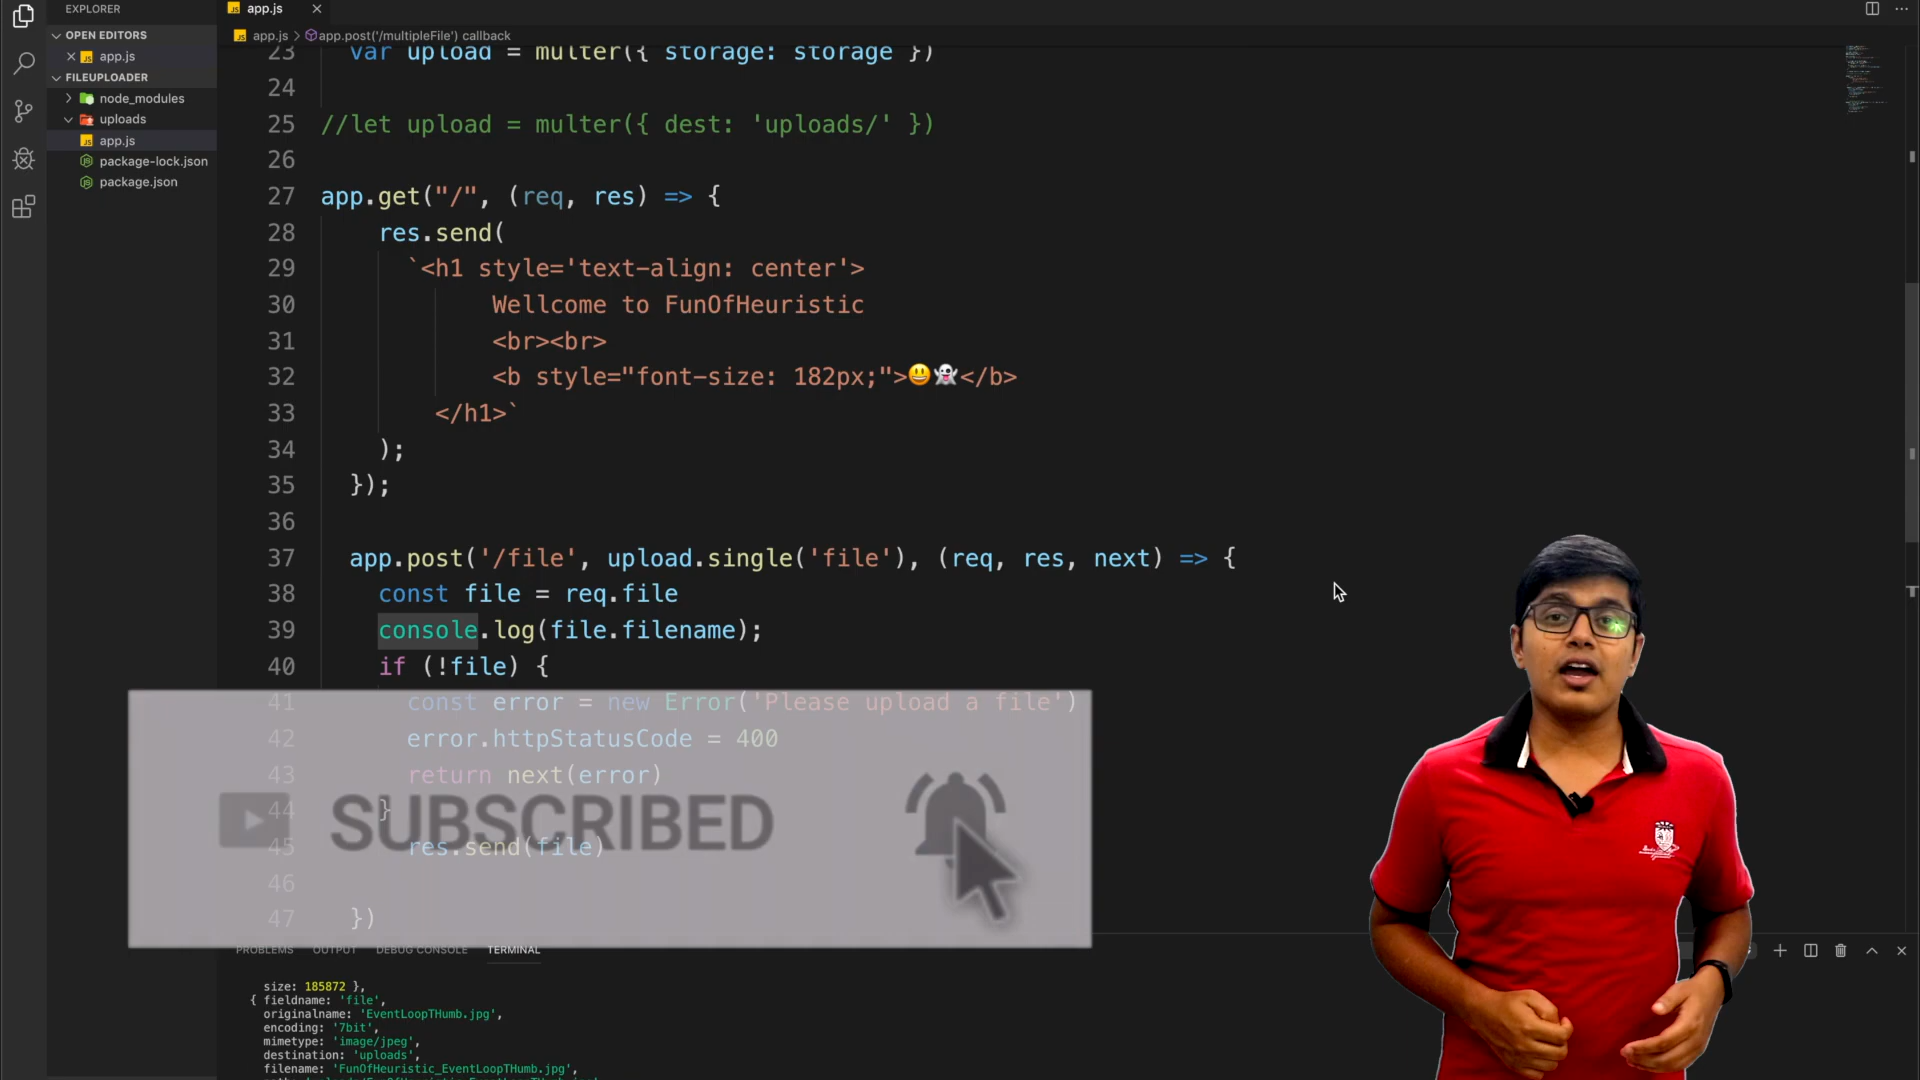 EXPLORER
OPEN EDITORS
app.js
FILEUPLOADER
node_modules
uploads
app.js
package-lock.json
package.json
app.js
app.js > app.post('/multipleFile') callback
23 var upload = multer({ storage: storage })
24
25 //let upload = multer({ dest: 'uploads/' })
26
27 app.get("/", (req, res) => {
28 res.send(
29 `<h1 style='text-align: center'>
30 Wellcome to FunOfHeuristic
31 <br><br>
32 <b style="font-size: 182px;">😃👻</b>
33 </h1>`
34 );
35 });
36
37 app.post('/file', upload.single('file'), (req, res, next) => {
38 const file = req.file
39 console.log(file.filename);
40 if (!file) {
41 const error = new Error('Please upload a file')
42 error.httpStatusCode = 400
43 return next(error)
44 }
45 res.send(file)
46
47 })
SUBSCRIBED
PROBLEMS OUTPUT DEBUG CONSOLE TERMINAL
size: 185872 },
{ fieldname: 'file',
originalname: 'EventLoopTHumb.jpg',
encoding: '7bit',
mimetype: 'image/jpeg',
destination: 'uploads',
filename: 'FunOfHeuristic_EventLoopTHumb.jpg',